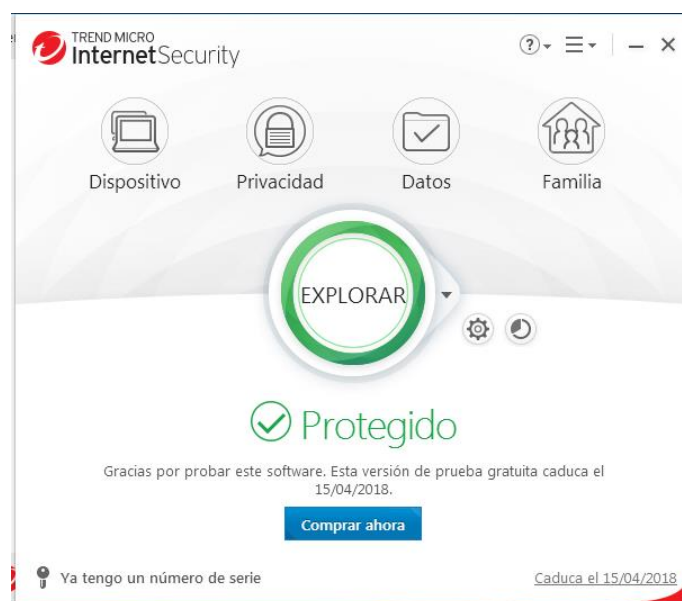 TREND MICRO
InternetSecurity
?
Dispositivo
Privacidad
Datos
Familia
EXPLORAR
Protegido
Gracias por probar este software. Esta versión de prueba gratuita caduca el
15/04/2018.
Comprar ahora
Ya tengo un número de serie
Caduca el 15/04/2018